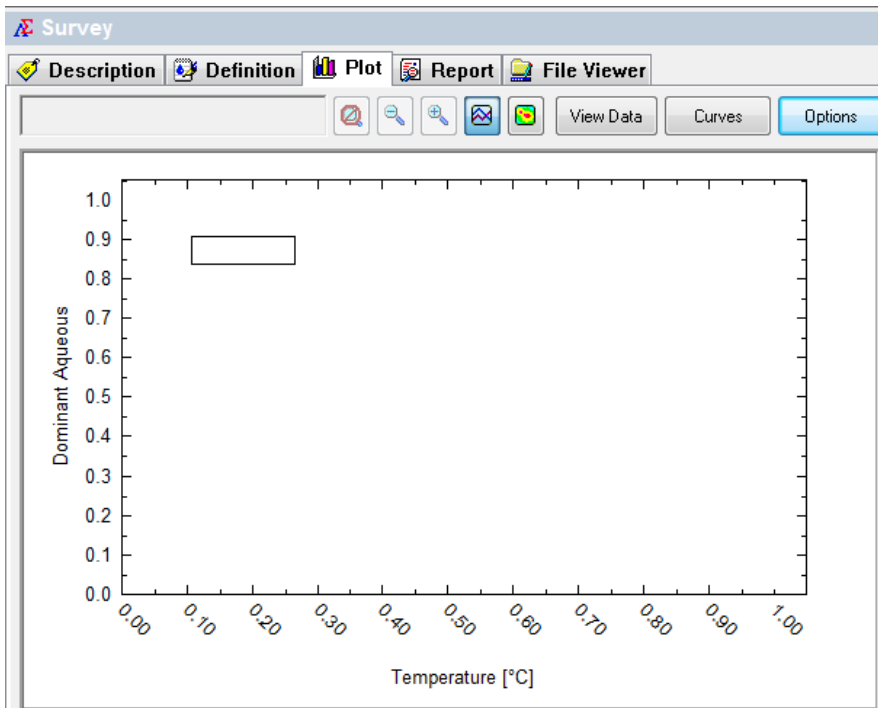 Survey
Description Definition Plot Report File Viewer
View Data Curves Options
1.0
0.9
0.8
0.7
0.6
0.5
0.4
0.3
0.2
0.1
0.0
Dominant Aqueous
0.00 0.10 0.20 0.30 0.40 0.50 0.60 0.70 0.80 0.90 1.00
Temperature [°C]